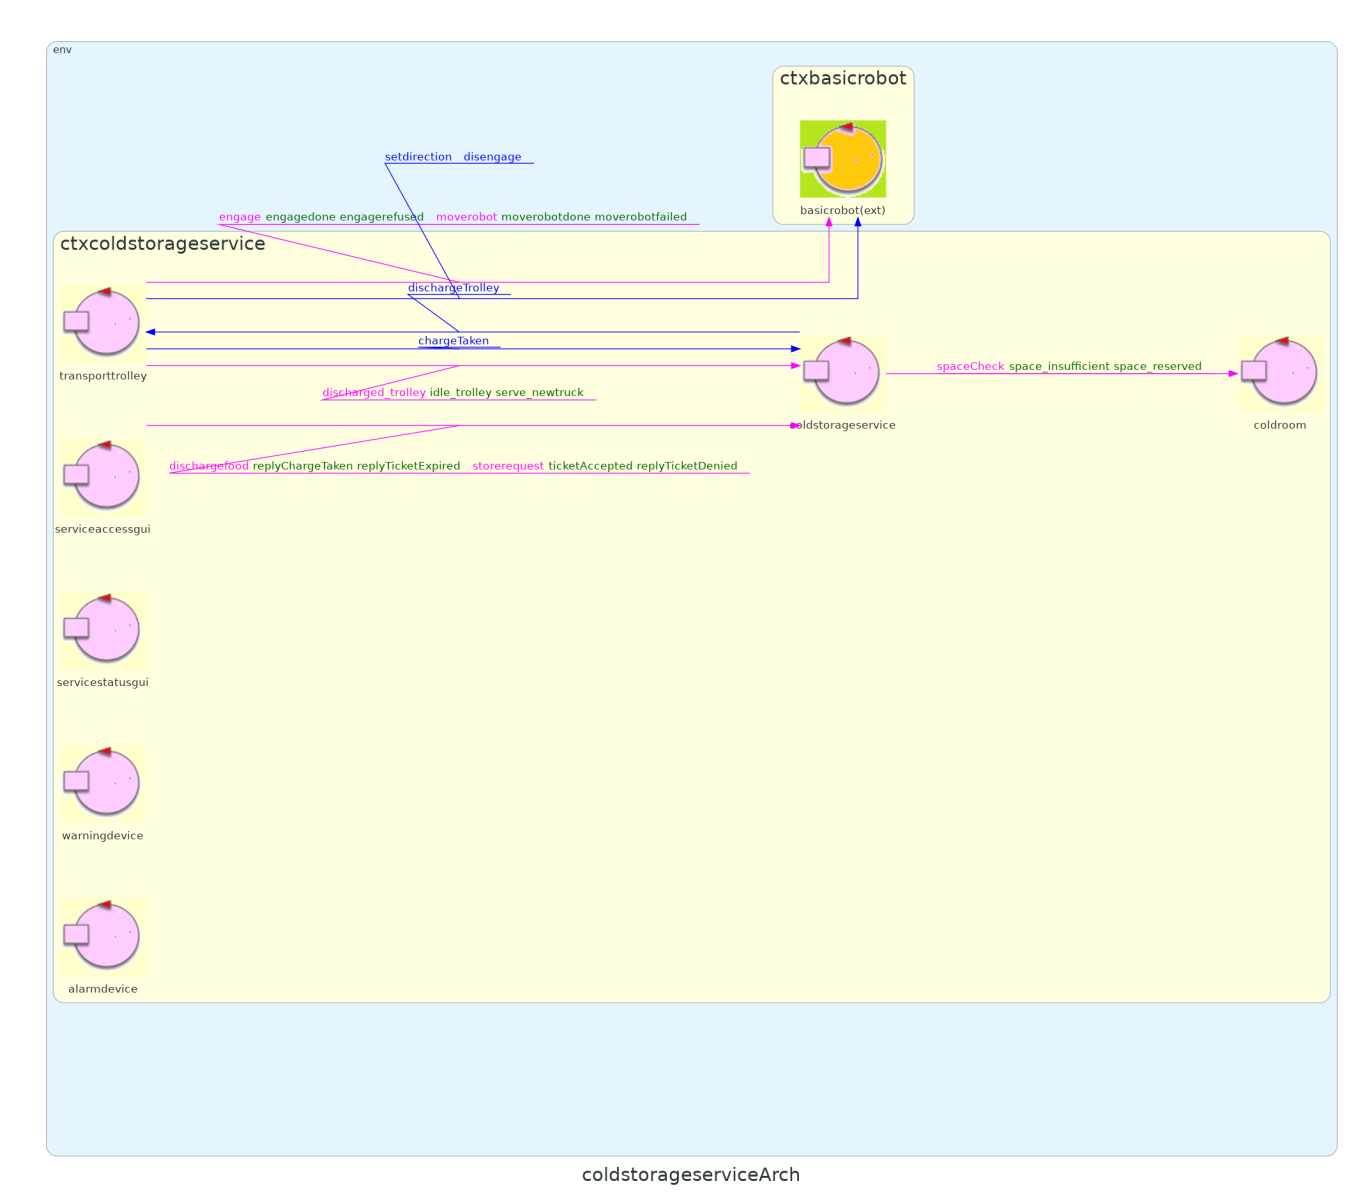 env
ctxbasicrobot
basicrobot(ext)
setdirection disengage
engage engagedone engagerefused moverobot moverobotdone moverobotfailed
ctxcoldstorageservice
dischargeTrolley
chargeTaken
transporttrolley
spaceCheck space_insufficient space_reserved
discharged_trolley idle_trolley serve_newtruck
coldstorageservice
coldroom
dischargefood replyChargeTaken replyTicketExpired storerequest ticketAccepted replyTicketDenied
serviceaccessgui
servicestatusgui
warningdevice
alarmdevice
coldstorageserviceArch